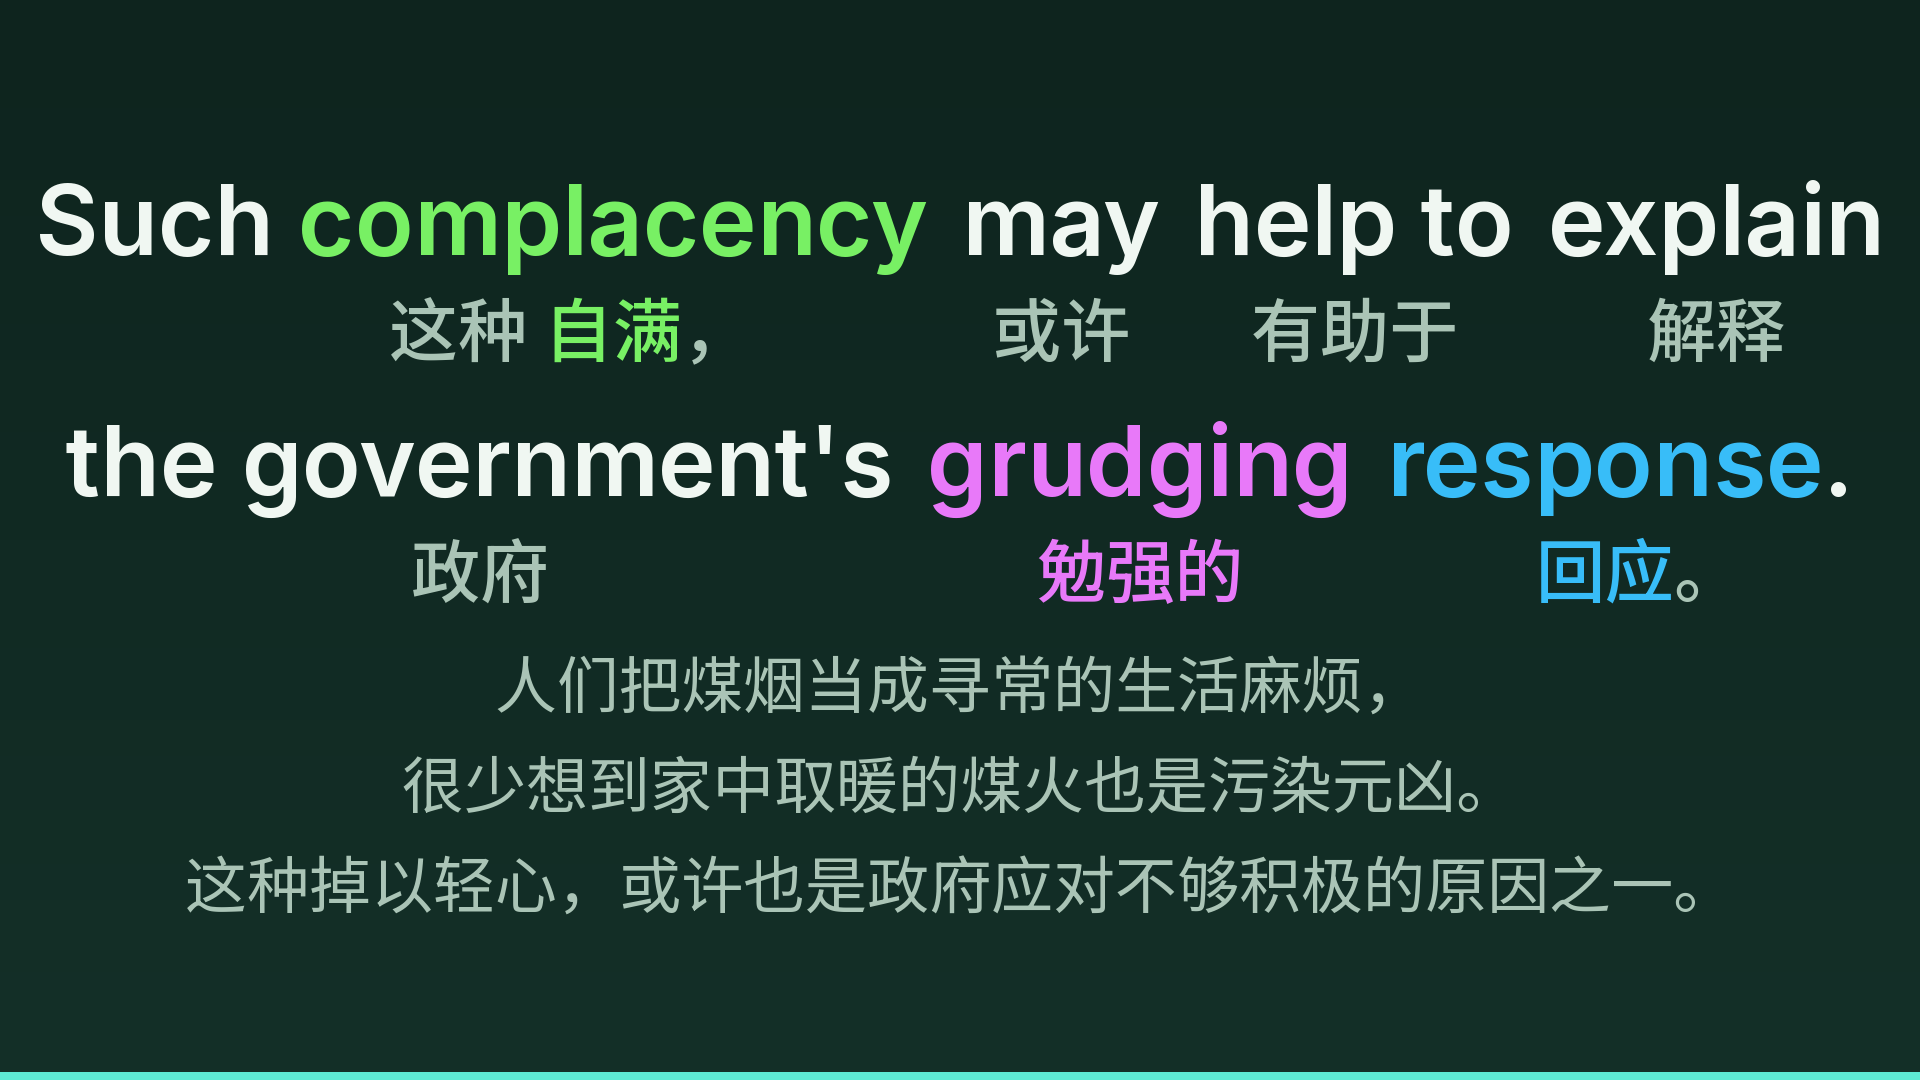 Such complacency may help to explain
这种 自满， 或许 有助于 解释
the government's grudging response.
政府 勉强的 回应。
人们把煤烟当成寻常的生活麻烦，
很少想到家中取暖的煤火也是污染元凶。
这种掉以轻心，或许也是政府应对不够积极的原因之一。